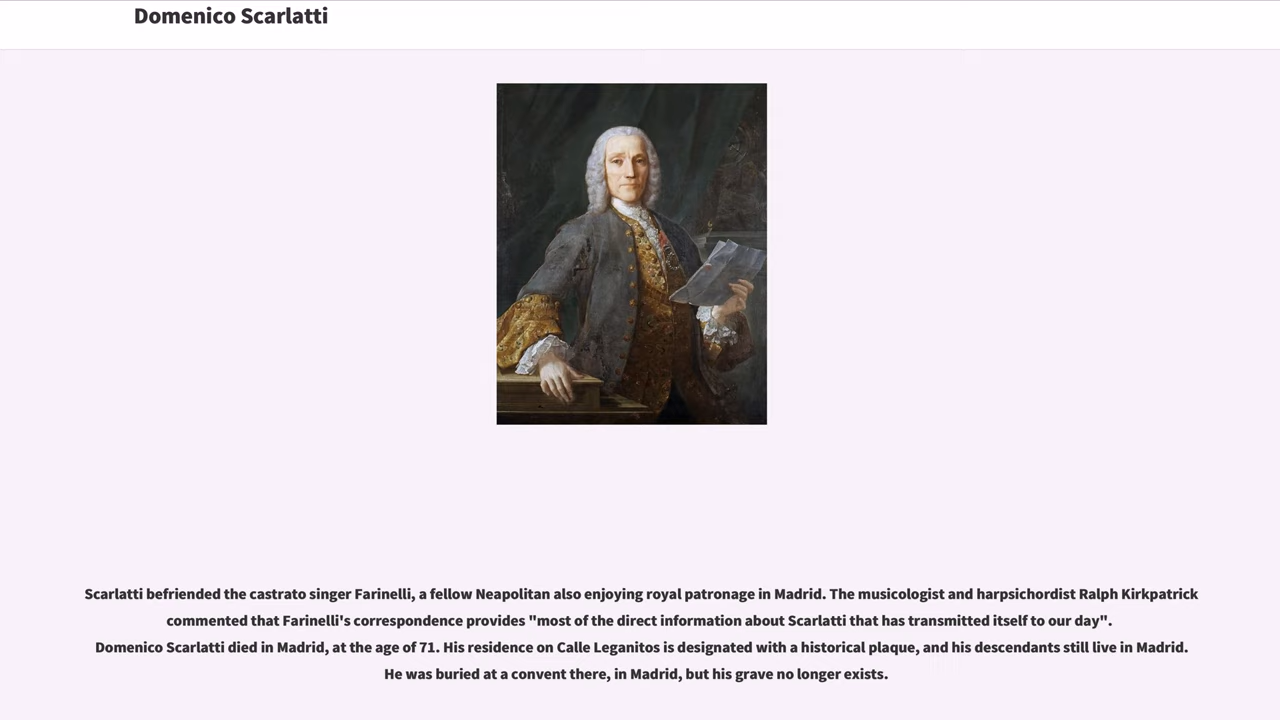 Domenico Scarlatti
Scarlatti befriended the castrato singer Farinelli, a fellow Neapolitan also enjoying royal patronage in Madrid. The musicologist and harpsichordist Ralph Kirkpatrick
commented that Farinelli's correspondence provides "most of the direct information about Scarlatti that has transmitted itself to our day".
Domenico Scarlatti died in Madrid, at the age of 71. His residence on Calle Leganitos is designated with a historical plaque, and his descendants still live in Madrid.
He was buried at a convent there, in Madrid, but his grave no longer exists.